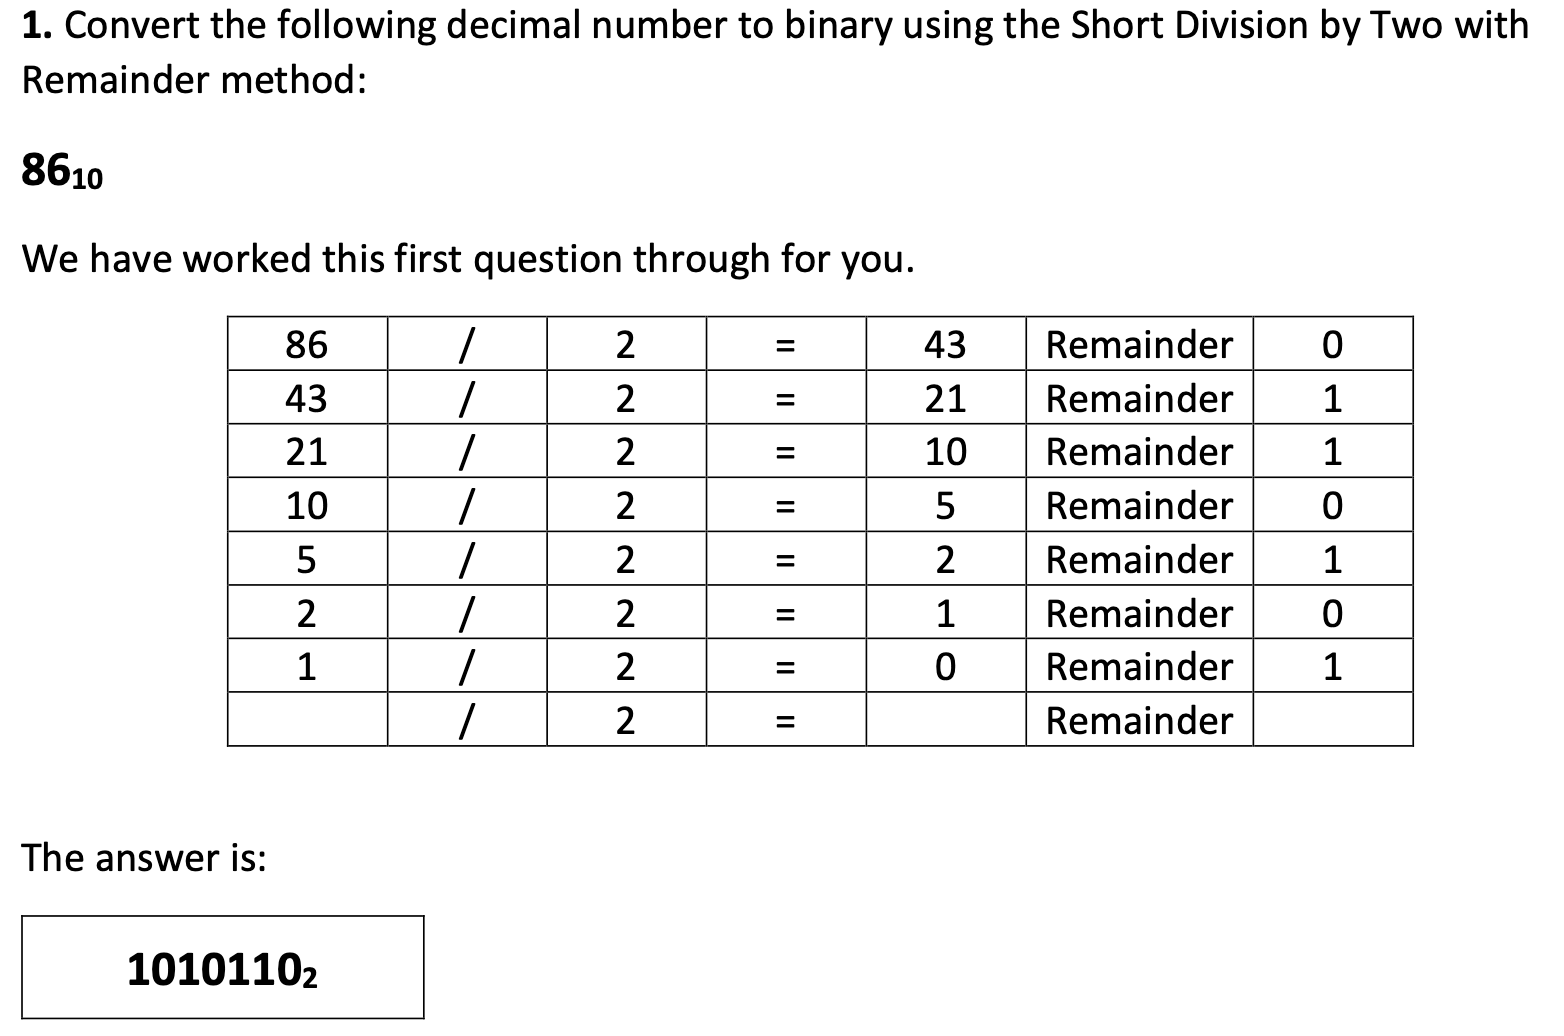 1. Convert the following decimal number to binary using the Short Division by Two with
Remainder method:
86₁₀
We have worked this first question through for you.
86 / 2 = 43 Remainder 0
43 / 2 = 21 Remainder 1
21 / 2 = 10 Remainder 1
10 / 2 = 5 Remainder 0
5 / 2 = 2 Remainder 1
2 / 2 = 1 Remainder 0
1 / 2 = 0 Remainder 1
/ 2 = Remainder
The answer is:
1010110₂